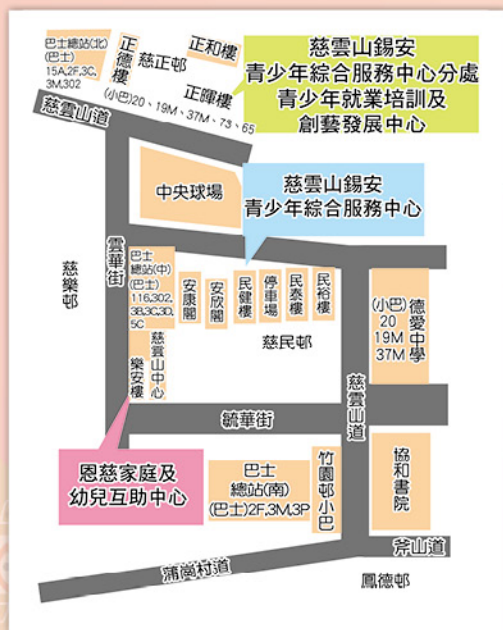 巴士
總站(北)
(巴士)
15A,2F,3C,
3M,302
正德樓
慈正邨
正和樓
正暉樓
(小巴)20、19M、37M、73、65
慈雲山道
慈雲山錫安
青少年綜合服務中心分處
青少年就業培訓及
創藝發展中心
中央球場
慈雲山錫安
青少年綜合服務中心
慈樂邨
雲華街
巴士
總站(中)
(巴士)
116,302,
3B,3C,3D,
5C
慈雲山中心
樂安樓
安康閣
安欣閣
民健樓
停車場
民泰樓
民裕樓
慈民邨
慈雲山道
德愛中學
(小巴)
20
19M
37M
毓華街
恩慈家庭及
幼兒互助中心
巴士
總站(南)
(巴士)2F,3M,3P
竹園邨小巴
協和書院
斧山道
蒲崗村道
鳳德邨